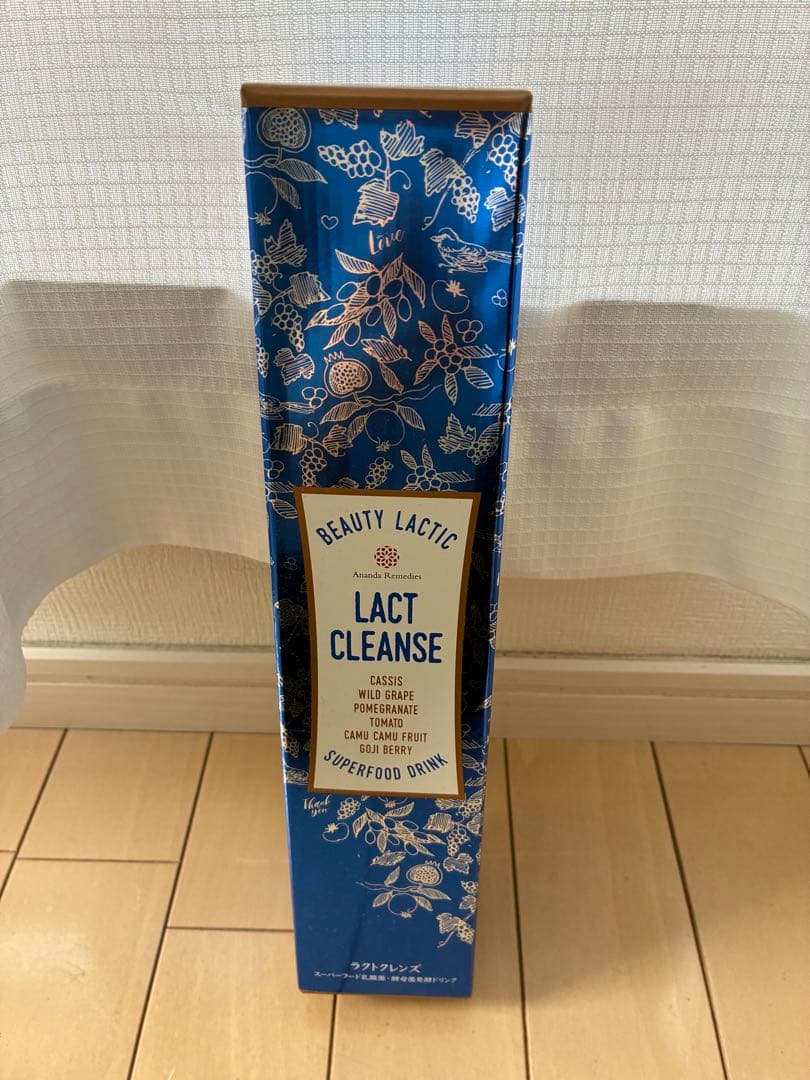 Love
BEAUTY LACTIC
Ananda Remedies
LACT
CLEANSE
CASSIS
WILD GRAPE
POMEGRANATE
TOMATO
CAMU CAMU FRUIT
GOJI BERRY
SUPERFOOD DRINK
Thank
you
ラクトクレンズ
スーパーフード乳酸菌・酵母菌発酵ドリンク